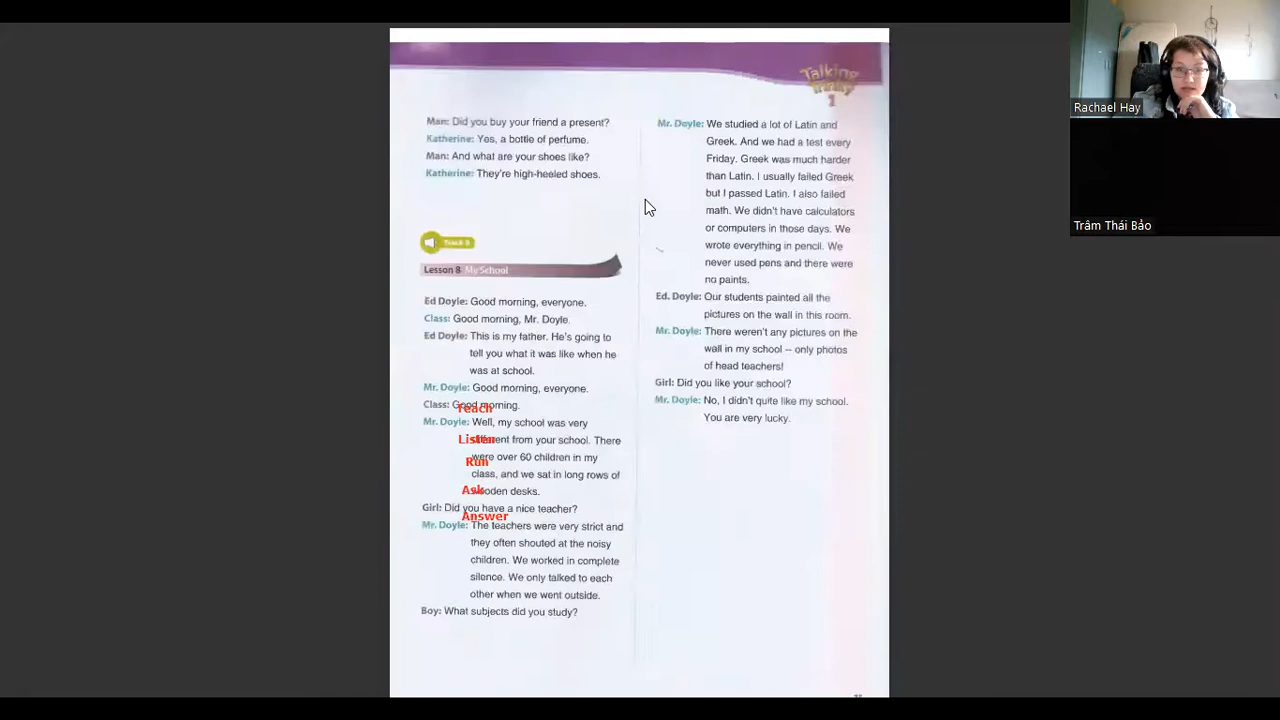 Talking
Trinity
1
Man: Did you buy your friend a present?
Katherine: Yes, a bottle of perfume.
Man: And what are your shoes like?
Katherine: They're high-heeled shoes.
Track 8
Lesson 8 My School
Ed Doyle: Good morning, everyone.
Class: Good morning, Mr. Doyle.
Ed Doyle: This is my father. He's going to
tell you what it was like when he
was at school.
Mr. Doyle: Good morning, everyone.
Class: Good morning.
Teach
Mr. Doyle: Well, my school was very
different from your school. There
Listen
were over 60 children in my
Run
class, and we sat in long rows of
wooden desks.
Ask
Girl: Did you have a nice teacher?
Answer
Mr. Doyle: The teachers were very strict and
they often shouted at the noisy
children. We worked in complete
silence. We only talked to each
other when we went outside.
Boy: What subjects did you study?
Mr. Doyle: We studied a lot of Latin and
Greek. And we had a test every
Friday. Greek was much harder
than Latin. I usually failed Greek
but I passed Latin. I also failed
math. We didn't have calculators
or computers in those days. We
wrote everything in pencil. We
never used pens and there were
no paints.
Ed. Doyle: Our students painted all the
pictures on the wall in this room.
Mr. Doyle: There weren't any pictures on the
wall in my school -- only photos
of head teachers!
Girl: Did you like your school?
Mr. Doyle: No, I didn't quite like my school.
You are very lucky.
Rachael Hay
Trâm Thái Bảo